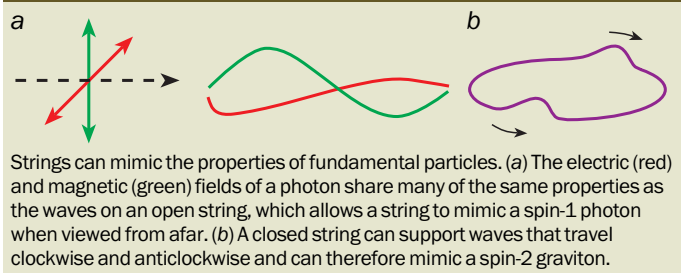 a
b
Strings can mimic the properties of fundamental particles. (a) The electric (red)
and magnetic (green) fields of a photon share many of the same properties as
the waves on an open string, which allows a string to mimic a spin-1 photon
when viewed from afar. (b) A closed string can support waves that travel
clockwise and anticlockwise and can therefore mimic a spin-2 graviton.